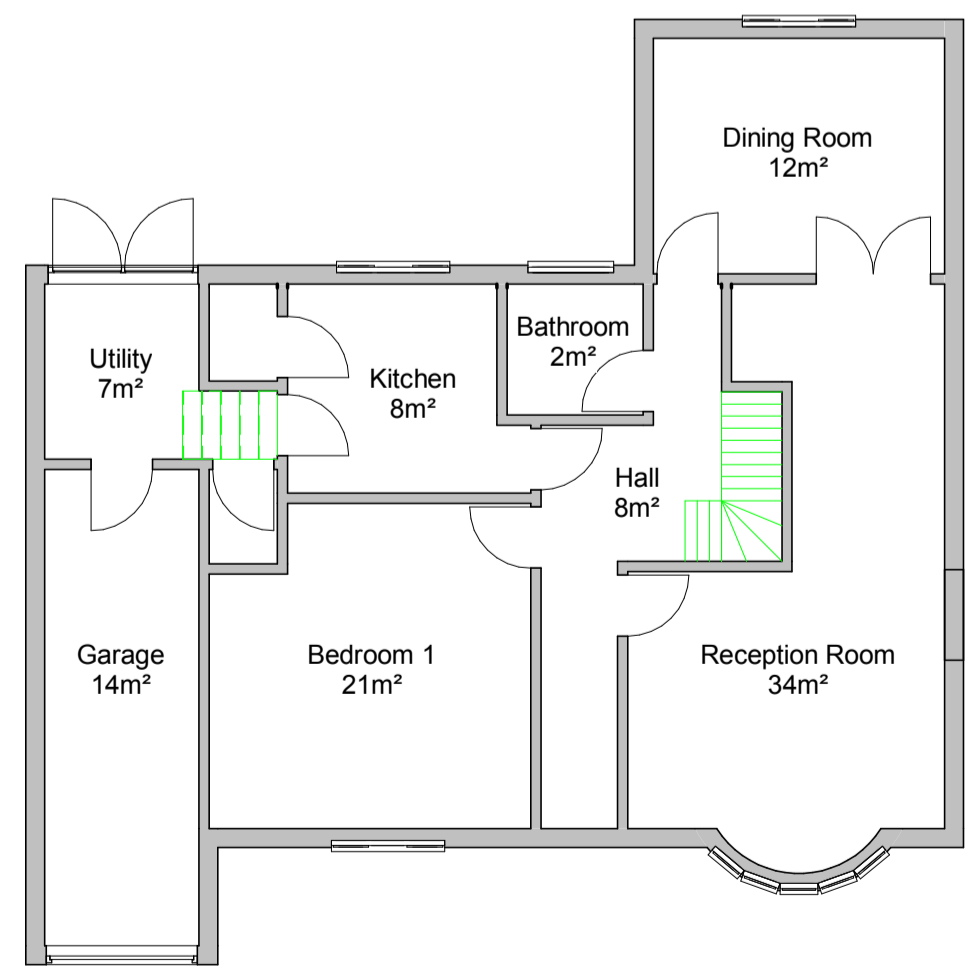 Dining Room
12m²
Bathroom
2m²
Utility
7m²
Kitchen
8m²
Hall
8m²
Garage
14m²
Bedroom 1
21m²
Reception Room
34m²